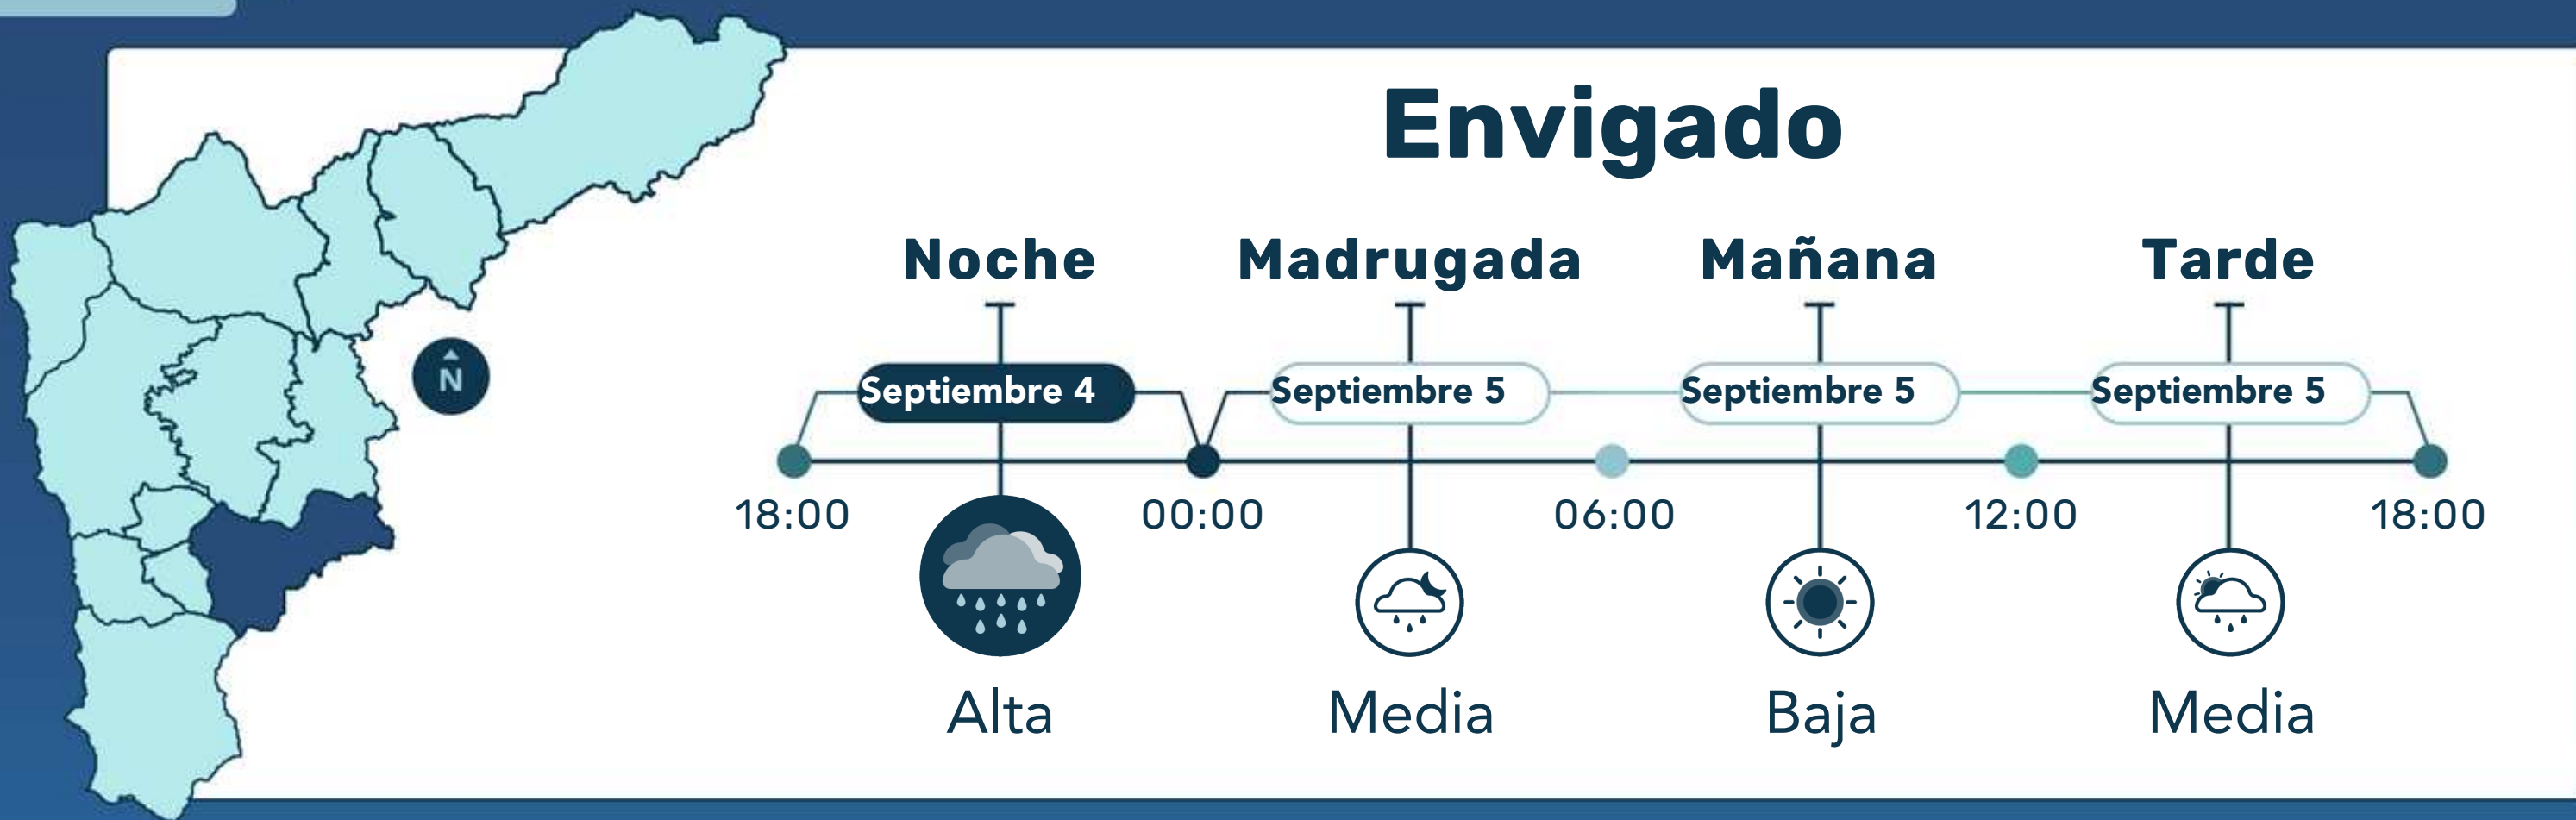 Envigado
Noche Madrugada Mañana Tarde
N
Septiembre 4 Septiembre 5 Septiembre 5 Septiembre 5
18:00 00:00 06:00 12:00 18:00
Alta Media Baja Media